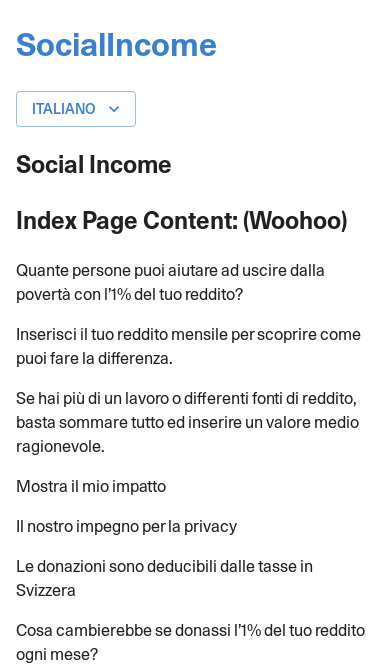 SocialIncome
ITALIANO
Social Income
Index Page Content: (Woohoo)
Quante persone puoi aiutare ad uscire dalla
povertà con l'1% del tuo reddito?
Inserisci il tuo reddito mensile per scoprire come
puoi fare la differenza.
Se hai più di un lavoro o differenti fonti di reddito,
basta sommare tutto ed inserire un valore medio
ragionevole.
Mostra il mio impatto
Il nostro impegno per la privacy
Le donazioni sono deducibili dalle tasse in
Svizzera
Cosa cambierebbe se donassi l'1% del tuo reddito
ogni mese?